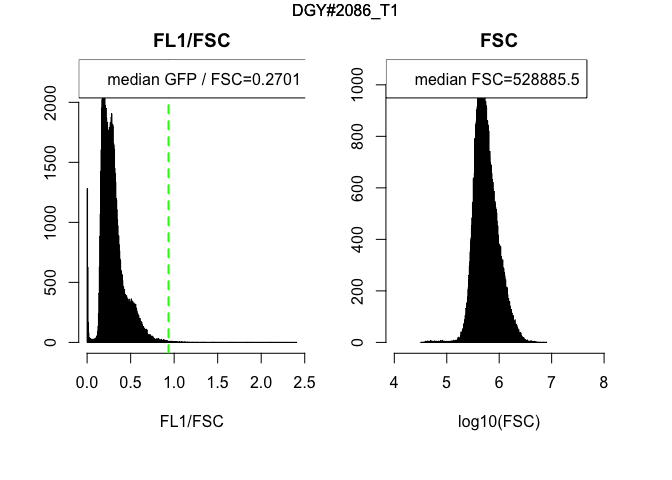 DGY#2086_T1
FL1/FSC
median GFP / FSC=0.2701
2000
1500
1000
500
0
0.0 0.5 1.0 1.5 2.0 2.5
FL1/FSC
FSC
median FSC=528885.5
1000
800
600
400
200
0
4 5 6 7 8
log10(FSC)